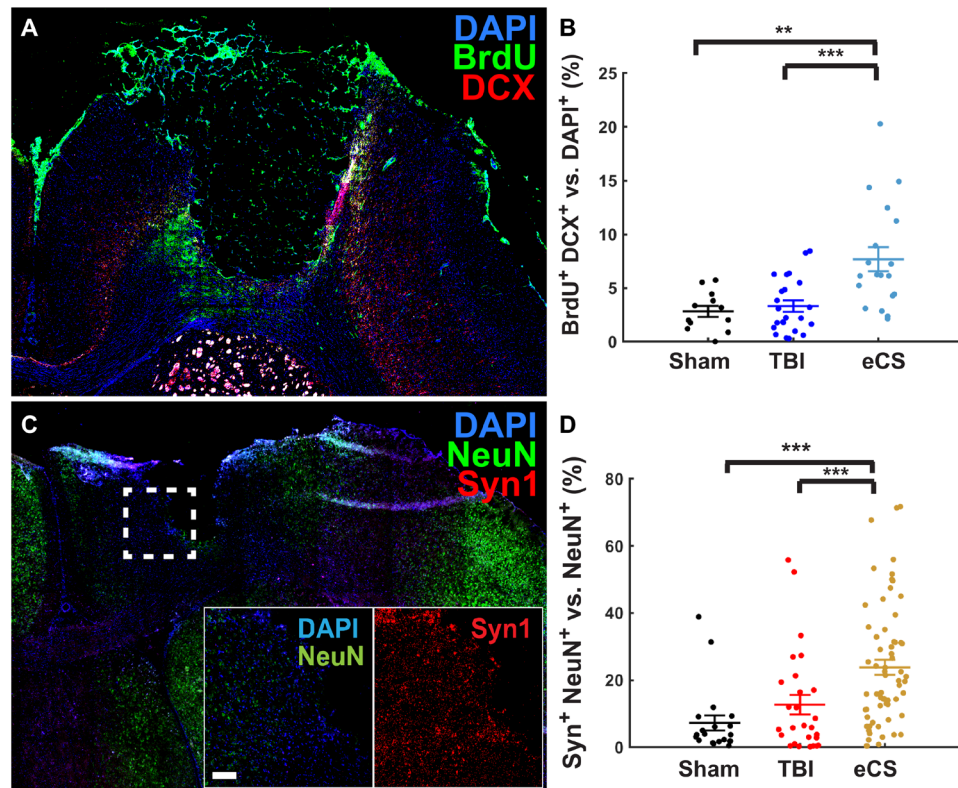 A
DAPI
BrdU
DCX
B
** 
***
BrdU⁺ DCX⁺ vs. DAPI⁺ (%)
25
20
15
10
5
0
Sham TBI eCS
C
DAPI
NeuN
Syn1
DAPI
NeuN
Syn1
D
***
***
Syn⁺ NeuN⁺ vs. NeuN⁺ (%)
80
60
40
20
0
Sham TBI eCS